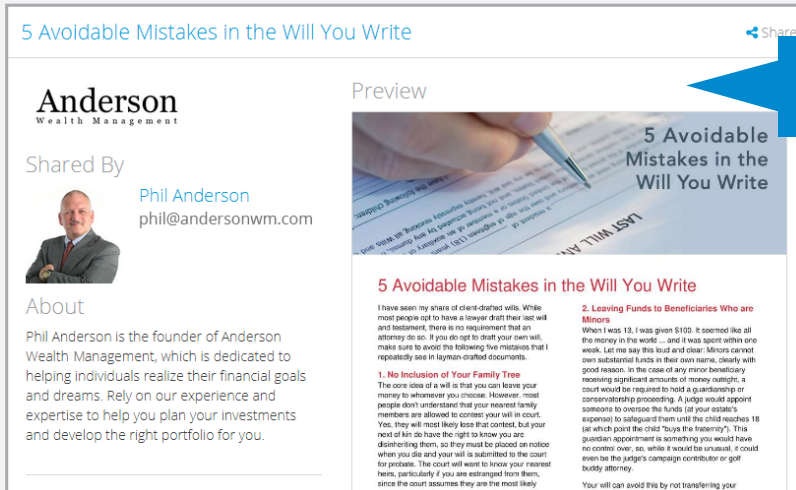 5 Avoidable Mistakes in the Will You Write
Share
Anderson
Wealth Management
Shared By
Phil Anderson
phil@andersonwm.com
About
Phil Anderson is the founder of Anderson
Wealth Management, which is dedicated to
helping individuals realize their financial goals
and dreams. Rely on our experience and
expertise to help you plan your investments
and develop the right portfolio for you.
Preview
5 Avoidable
Mistakes in the
Will You Write
LAST WILL AN
5 Avoidable Mistakes in the Will You Write
I have seen my share of client-drafted wills. While
most people opt to have a lawyer draft their last will
and testament, there is no requirement that an
attorney do so. If you do opt to draft your own will,
make sure to avoid the following five mistakes that I
repeatedly see in layman-drafted documents.
1. No Inclusion of Your Family Tree
The core idea of a will is that you can leave your
money to whomever you choose. However, most
people don't understand that your nearest family
members are allowed to contest your will in court.
Yes, they will most likely lose that contest, but your
next of kin do have the right to know you are
disinheriting them, so they must be placed on notice
when you die and your will is submitted to the court
for probate. The court will want to know your nearest
heirs, particularly if you are estranged from them,
since the court assumes they are the most likely
2. Leaving Funds to Beneficiaries Who are
Minors
When I was 13, I was given $100. It seemed like all
the money in the world ... and it was spent within one
week. Let me say this loud and clear: Minors cannot
own substantial funds in their own name, clearly with
good reason. In the case of any minor beneficiary
receiving significant amounts of money outright, a
court would be required to hold a guardianship or
conservatorship proceeding. A judge would appoint
someone to oversee the funds (at your estate's
expense) to safeguard them until the child reaches 18
(at which point the child "buys the fraternity"). This
guardian appointment is something you would have
no control over, so, while it would be unusual, it could
even be the judge's campaign contributor or golf
buddy attorney.
Your will can avoid this by not transferring your